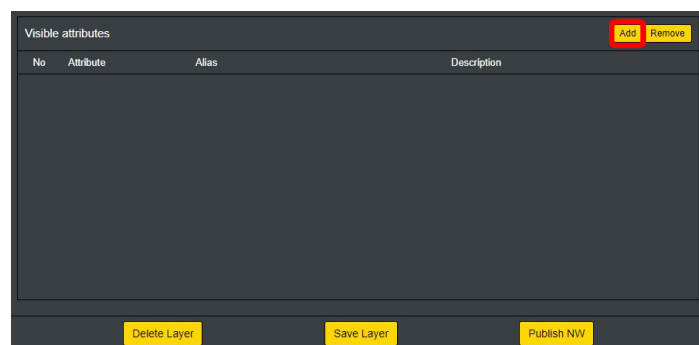 Visible attributes Add Remove
No Attribute Alias Description
Delete Layer Save Layer Publish NW